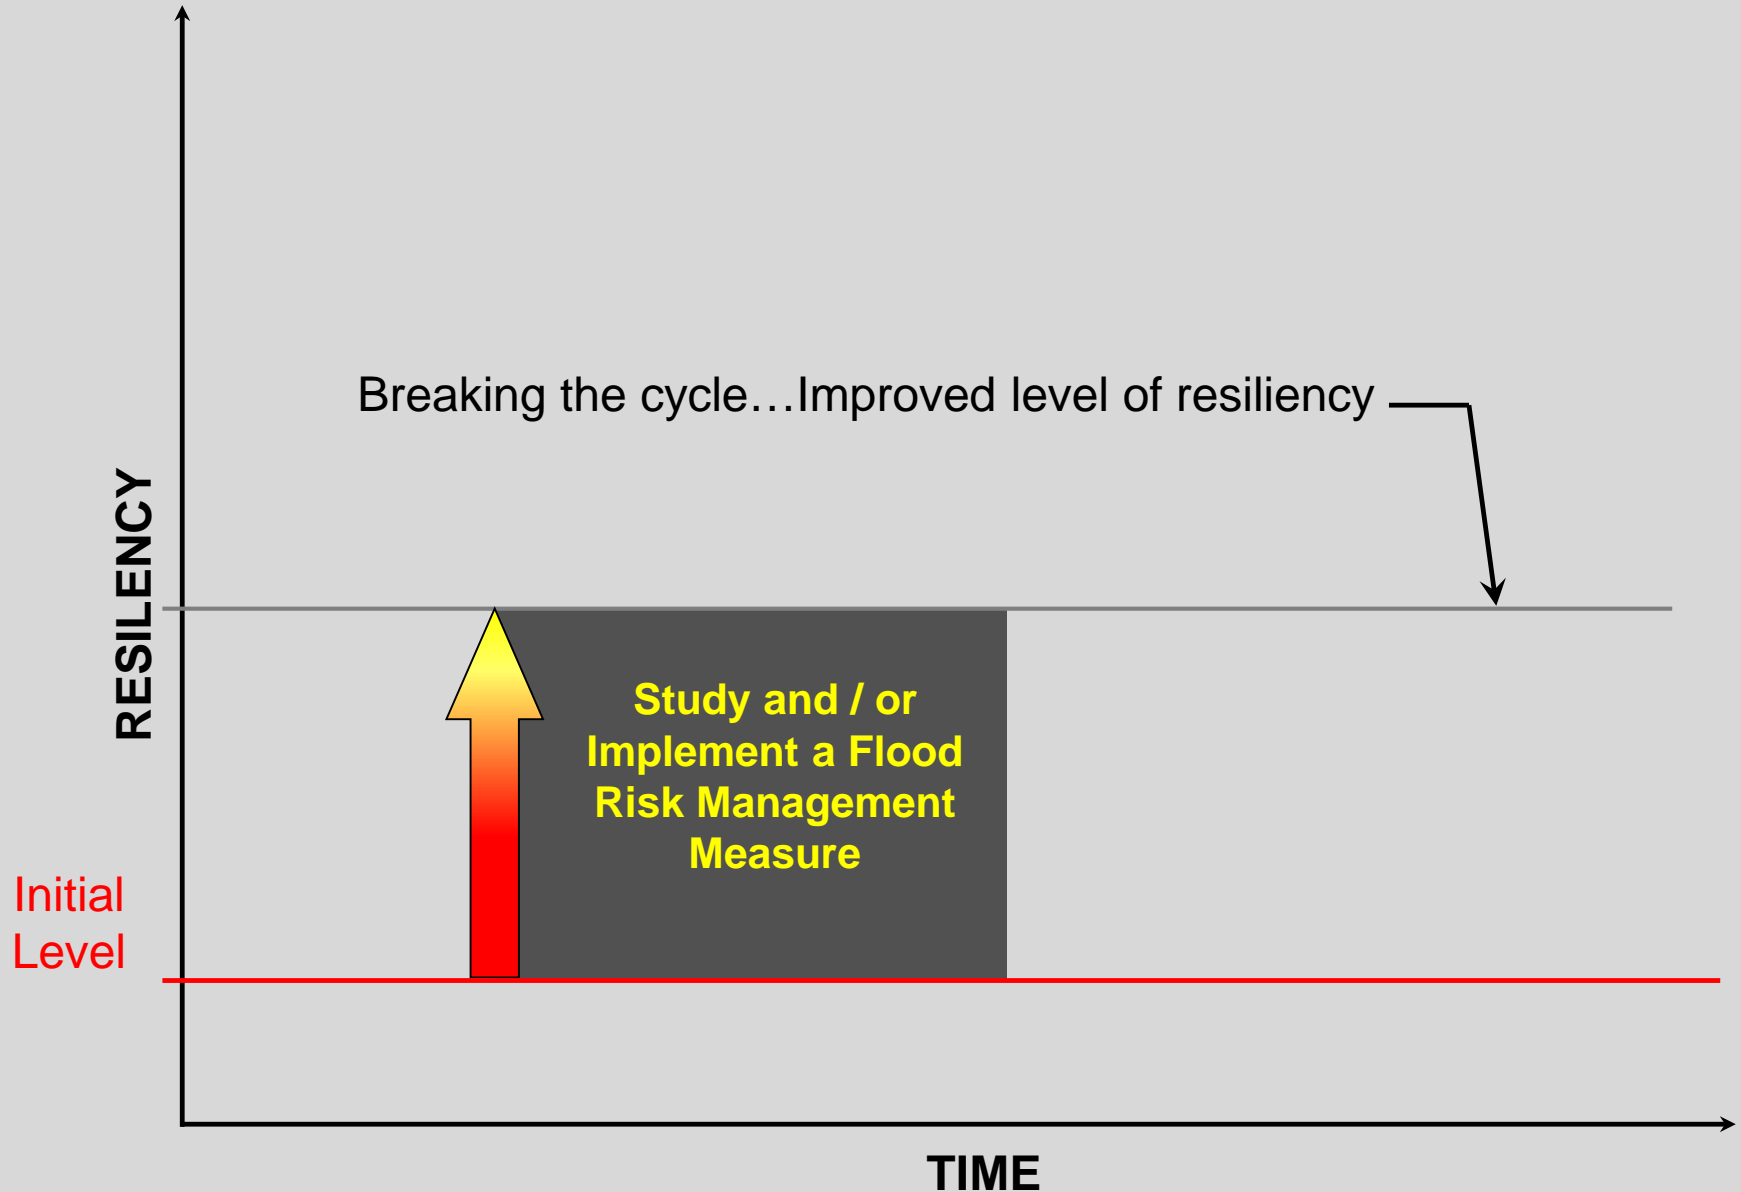 Breaking the cycle…Improved level of resiliency
RESILENCY
Study and / or
Implement a Flood
Risk Management
Measure
Initial
Level
TIME